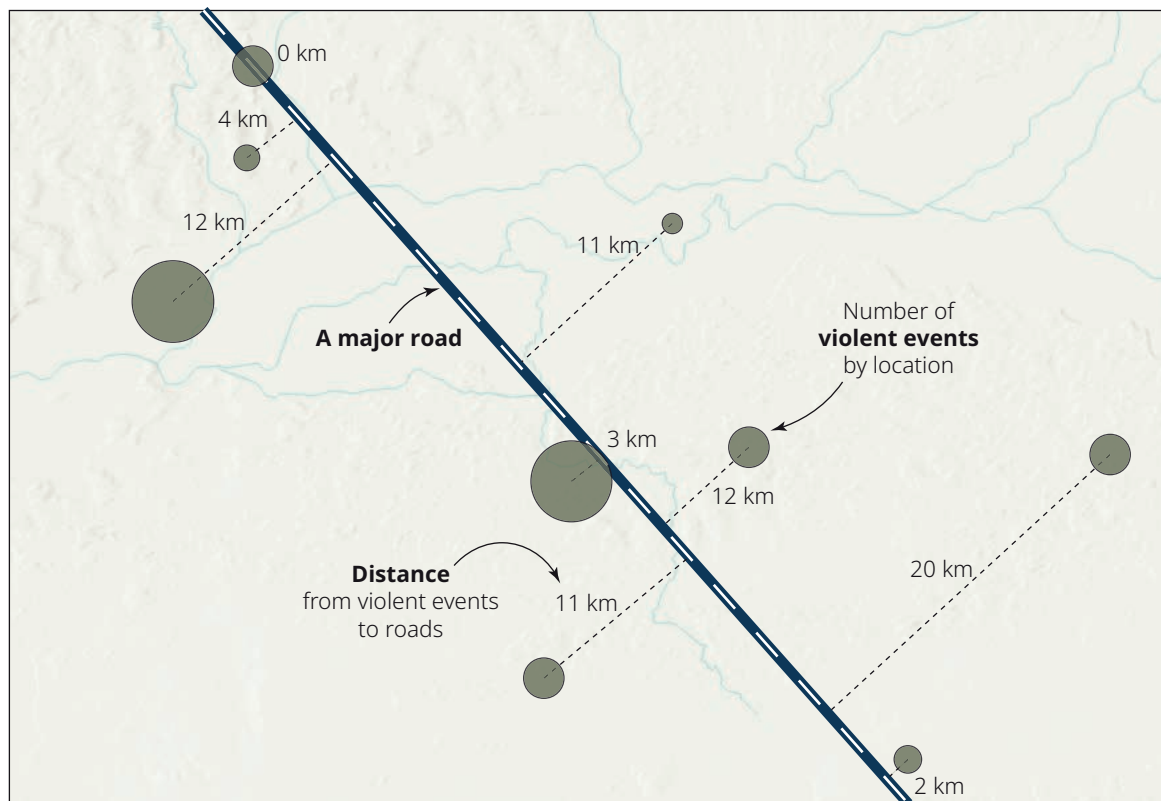 0 km
4 km
12 km
11 km
A major road
Number of
violent events
by location
3 km
12 km
20 km
Distance
from violent events
to roads
11 km
2 km